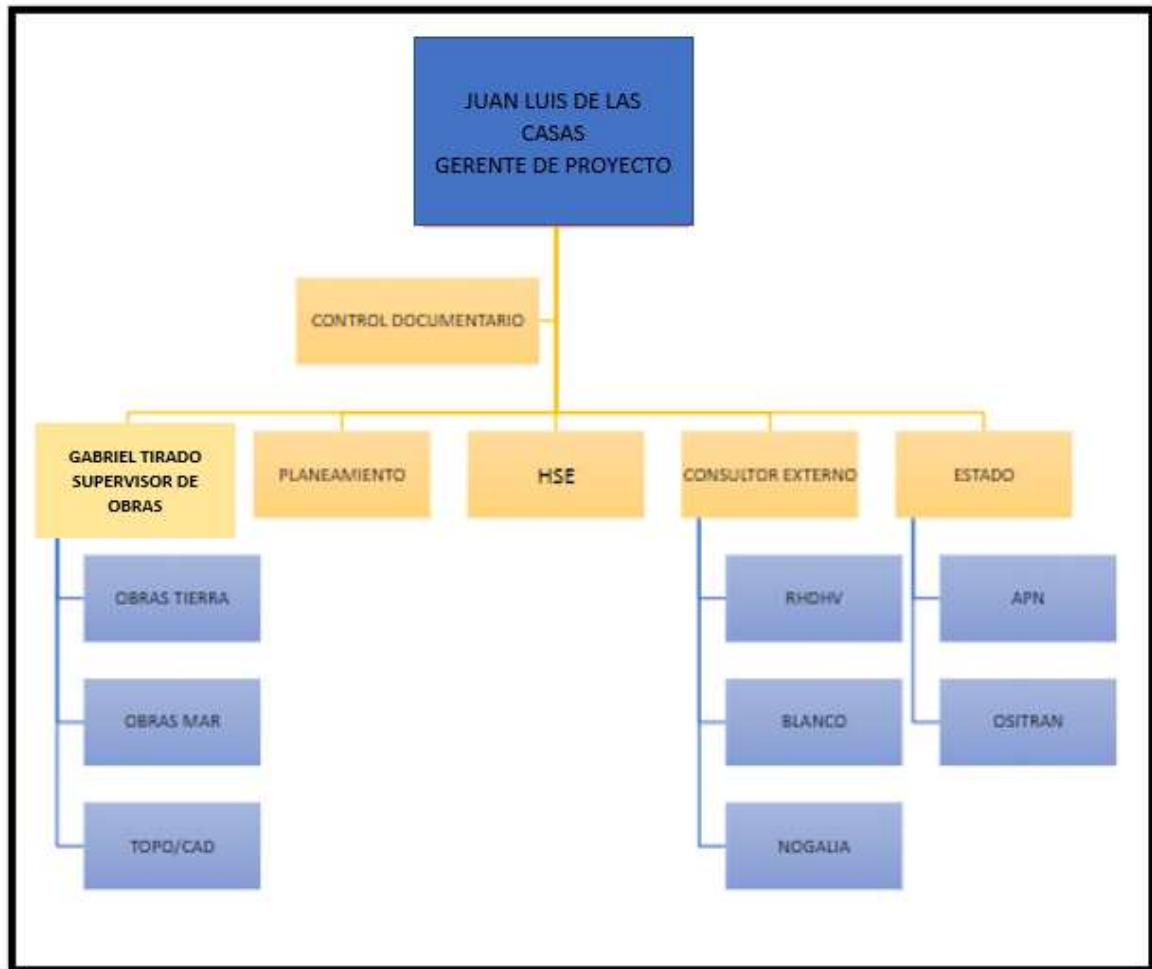 JUAN LUIS DE LAS
CASAS
GERENTE DE PROYECTO
CONTROL DOCUMENTARIO
GABRIEL TIRADO
SUPERVISOR DE
OBRAS
PLANEAMIENTO
HSE
CONSULTOR EXTERNO
ESTADO
OBRAS TIERRA
OBRAS MAR
TOPO/CAD
RHDHV
BLANCO
NOGALIA
APN
OSITRAN